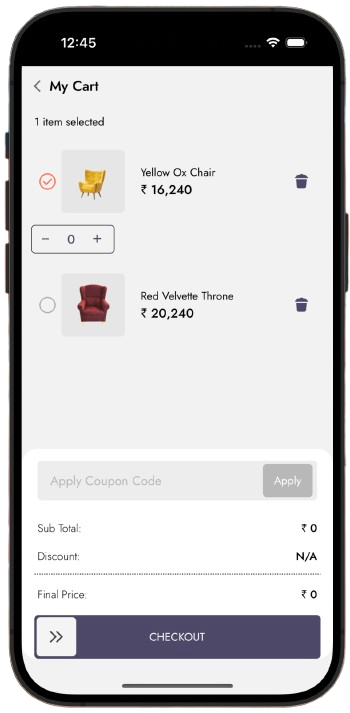 12:45
My Cart
1 item selected
Yellow Ox Chair
₹ 16,240
− 0 +
Red Velvette Throne
₹ 20,240
Apply Coupon Code Apply
Sub Total: ₹ 0
Discount: N/A
Final Price: ₹ 0
CHECKOUT